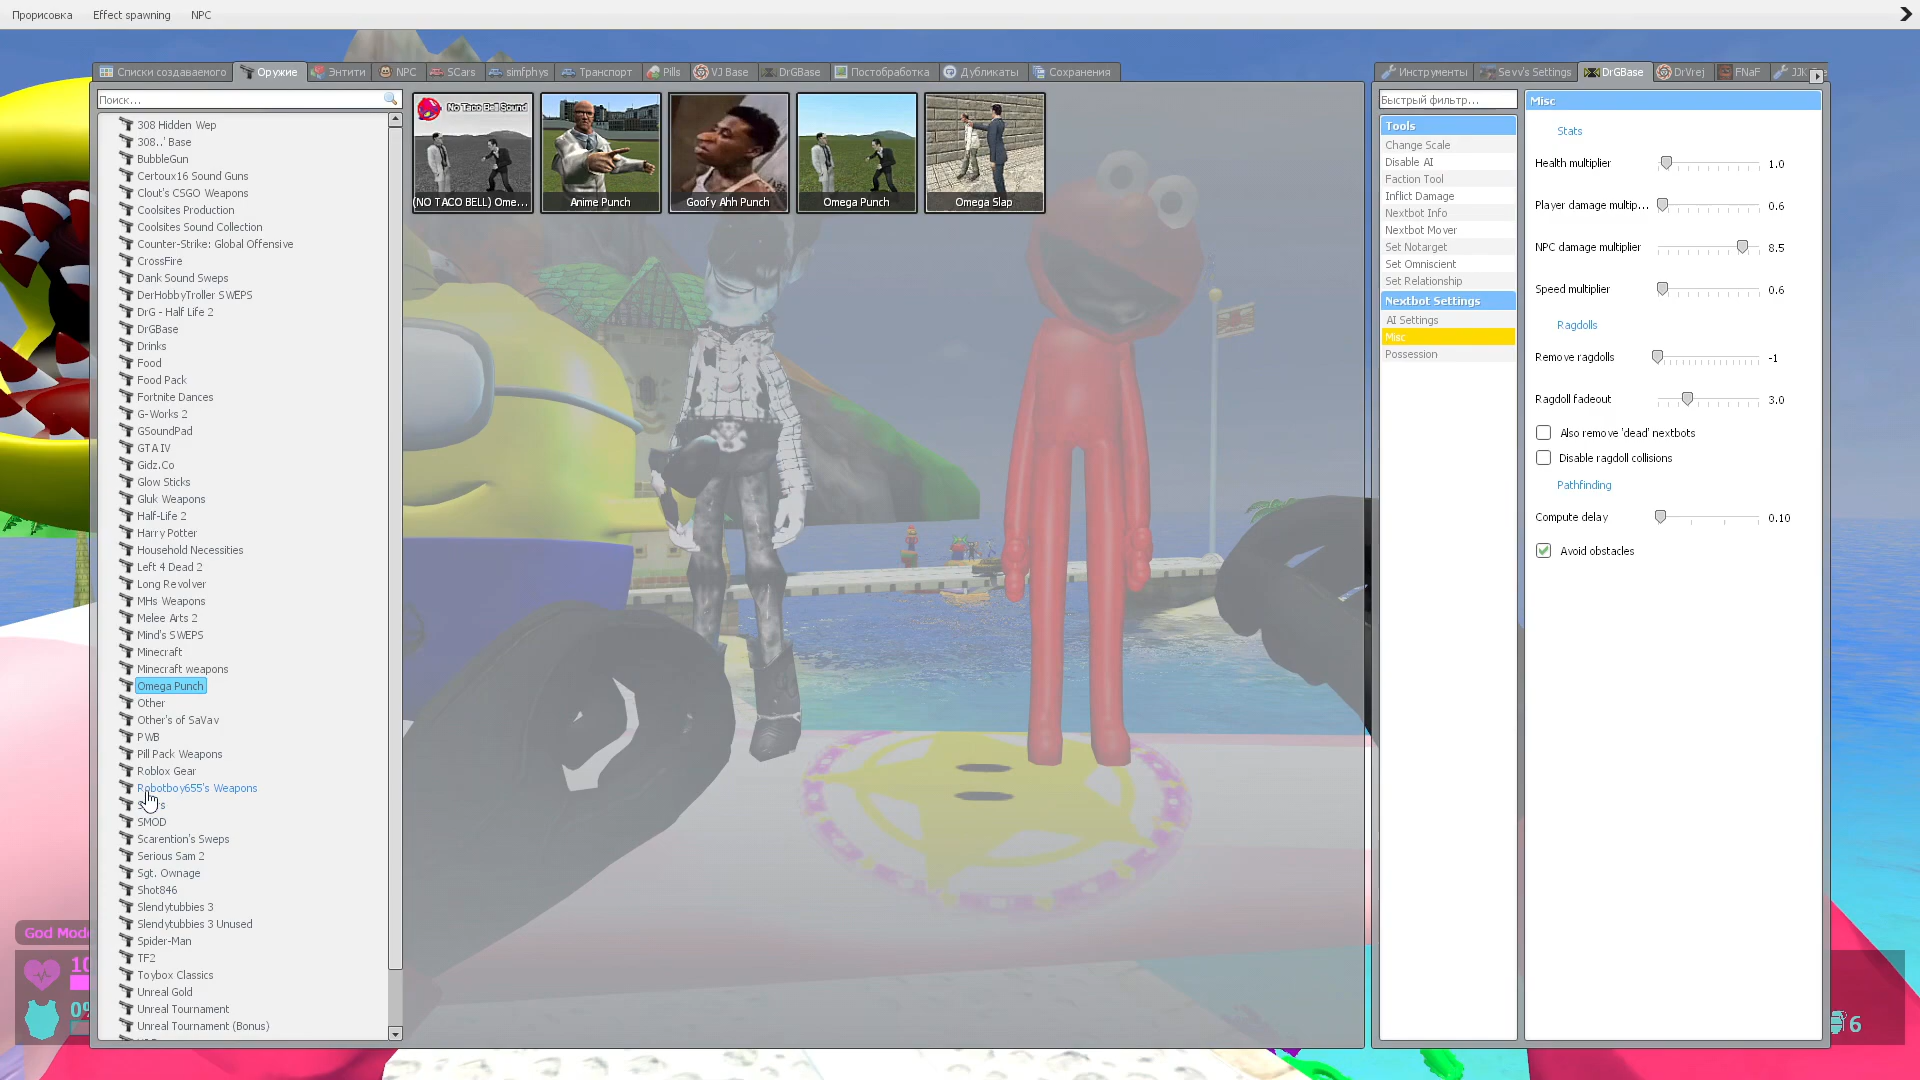 Прорисовка
Effect spawning
NPC
Списки создаваемого
Оружие
Энтити
NPC
SCars
simfphys
Транспорт
Pills
VJ Base
DrGBase
Постобработка
Дубликаты
Сохранения
Инструменты
Sevv's Settings
DrGBase
DrVrej
FNaF
Поиск...
308 Hidden Wep
308..' Base
BubbleGun
Certoux16 Sound Guns
Clout's CSGO Weapons
Coolsites Production
Coolsites Sound Collection
Counter-Strike: Global Offensive
CrossFire
Dank Sound Sweps
DerHobbyTroller SWEPS
DrG - Half Life 2
DrGBase
Drinks
Food
Food Pack
Fortnite Dances
G-Works 2
GSoundPad
GTA IV
Gidz.Co
Glow Sticks
Gluk Weapons
Half-Life 2
Harry Potter
Household Necessities
Left 4 Dead 2
Long Revolver
MHs Weapons
Melee Arts 2
Mind's SWEPS
Minecraft
Minecraft weapons
Omega Punch
Other
Other's of SaVav
PWB
Pill Pack Weapons
Roblox Gear
Robotboy655's Weapons
SMOD
Scarention's Sweps
Serious Sam 2
Sgt. Ownage
Shot846
Slendytubbies 3
Slendytubbies 3 Unused
Spider-Man
TF2
Toybox Classics
Unreal Gold
Unreal Tournament
Unreal Tournament (Bonus)
No Taco Bell Sound
(NO TACO BELL) Ome...
Anime Punch
Goofy Ahh Punch
Omega Punch
Omega Slap
Быстрый фильтр...
Tools
Change Scale
Disable AI
Faction Tool
Inflict Damage
Nextbot Info
Nextbot Mover
Set Notarget
Set Omniscient
Set Relationship
Nextbot Settings
AI Settings
Misc
Possession
Misc
Stats
Health multiplier 1.0
Player damage multip... 0.6
NPC damage multiplier 8.5
Speed multiplier 0.6
Ragdolls
Remove ragdolls -1
Ragdoll fadeout 3.0
Also remove 'dead' nextbots
Disable ragdoll collisions
Pathfinding
Compute delay 0.10
Avoid obstacles
God Mode
10
0%
6